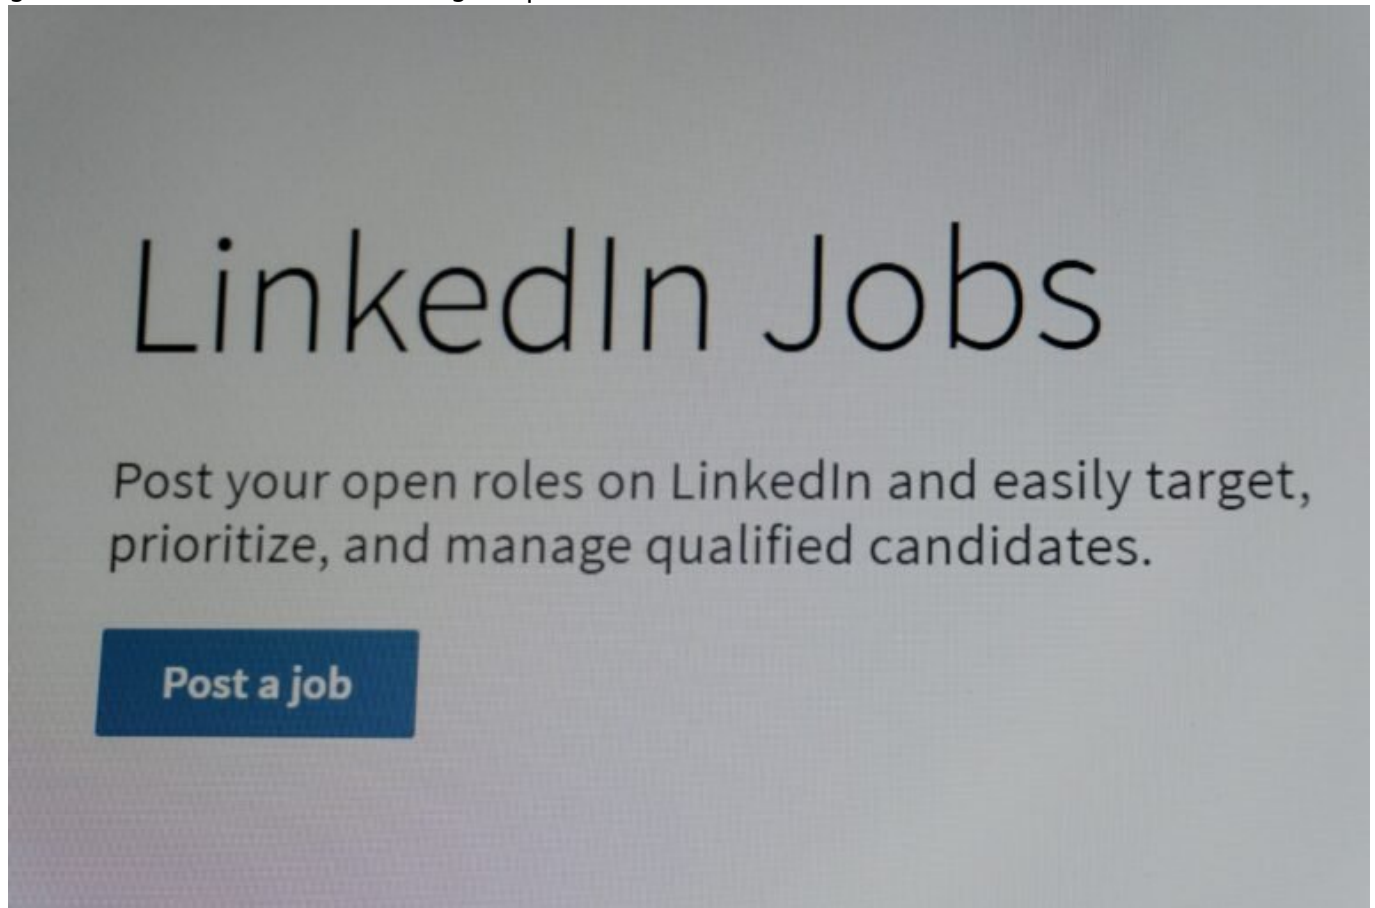 LinkedIn Jobs
Post your open roles on LinkedIn and easily target,
prioritize, and manage qualified candidates.
Post a job